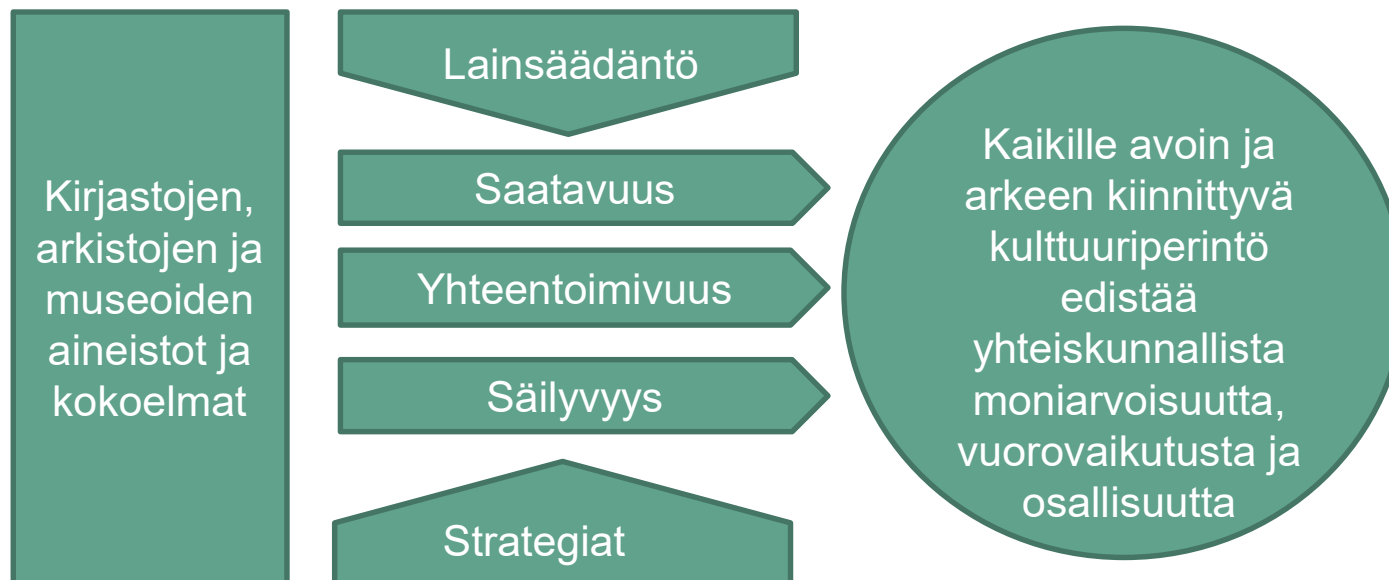 Kirjastojen,
arkistojen ja
museoiden
aineistot ja
kokoelmat
Lainsäädäntö
Saatavuus
Yhteentoimivuus
Säilyvyys
Strategiat
Kaikille avoin ja
arkeen kiinnittyvä
kulttuuriperintö
edistää
yhteiskunnallista
moniarvoisuutta,
vuorovaikutusta ja
osallisuutta